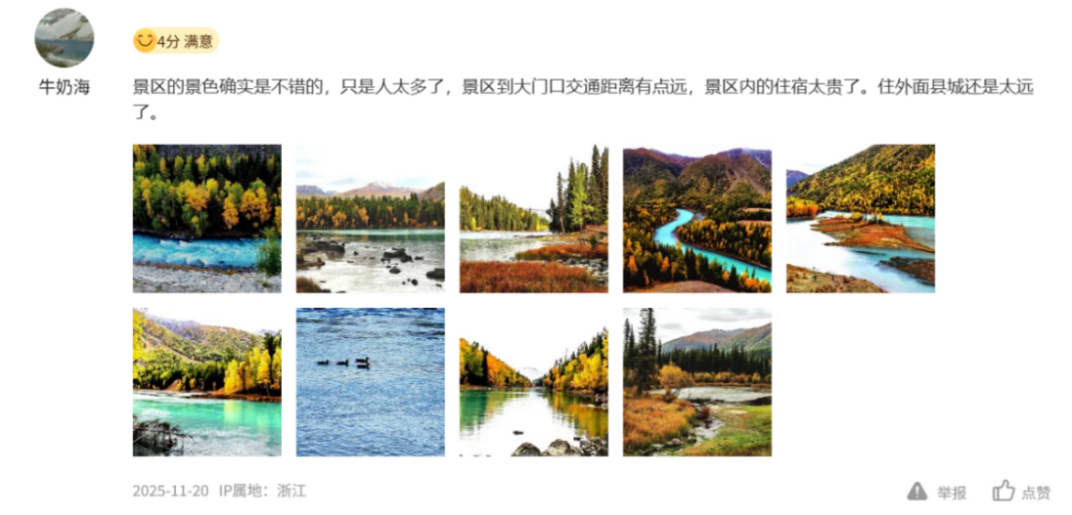 4分 满意
牛奶海
景区的景色确实是不错的，只是人太多了，景区到大门口交通距离有点远，景区内的住宿太贵了。住外面县城还是太远
了。
2025-11-20 IP属地：浙江
举报 点赞